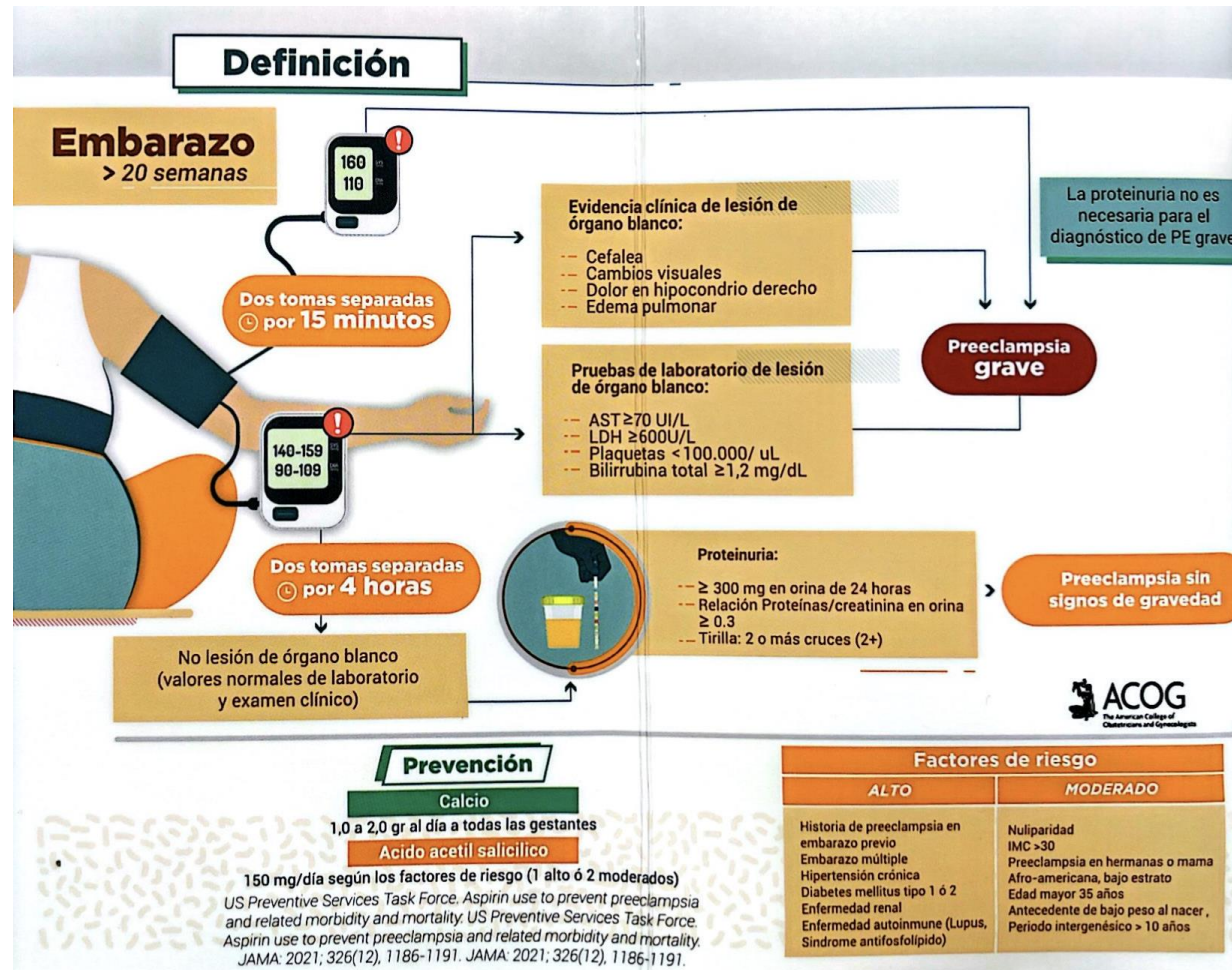 Definición
Embarazo
> 20 semanas
160
110
Dos tomas separadas
por 15 minutos
140-159
90-109
Dos tomas separadas
por 4 horas
No lesión de órgano blanco
(valores normales de laboratorio
y examen clínico)
Evidencia clínica de lesión de
órgano blanco:
-- Cefalea
-- Cambios visuales
-- Dolor en hipocondrio derecho
-- Edema pulmonar
Pruebas de laboratorio de lesión
de órgano blanco:
-- AST ≥70 UI/L
-- LDH ≥600U/L
-- Plaquetas <100.000/ uL
-- Bilirrubina total ≥1,2 mg/dL
La proteinuria no es
necesaria para el
diagnóstico de PE grave
Preeclampsia
grave
Proteinuria:
-- ≥ 300 mg en orina de 24 horas
-- Relación Proteínas/creatinina en orina
≥ 0.3
-- Tirilla: 2 o más cruces (2+)
Preeclampsia sin
signos de gravedad
ACOG
The American College of
Obstetricians and Gynecologists
Prevención
Calcio
1,0 a 2,0 gr al día a todas las gestantes
Acido acetil salicilico
150 mg/día según los factores de riesgo (1 alto ó 2 moderados)
US Preventive Services Task Force. Aspirin use to prevent preeclampsia
and related morbidity and mortality. US Preventive Services Task Force.
Aspirin use to prevent preeclampsia and related morbidity and mortality.
JAMA: 2021; 326(12), 1186-1191. JAMA: 2021; 326(12), 1186-1191.
Factores de riesgo
ALTO
Historia de preeclampsia en
embarazo previo
Embarazo múltiple
Hipertensión crónica
Diabetes mellitus tipo 1 ó 2
Enfermedad renal
Enfermedad autoinmune (Lupus,
Sindrome antifosfolípido)
MODERADO
Nuliparidad
IMC >30
Preeclampsia en hermanas o mama
Afro-americana, bajo estrato
Edad mayor 35 años
Antecedente de bajo peso al nacer,
Periodo intergenésico > 10 años